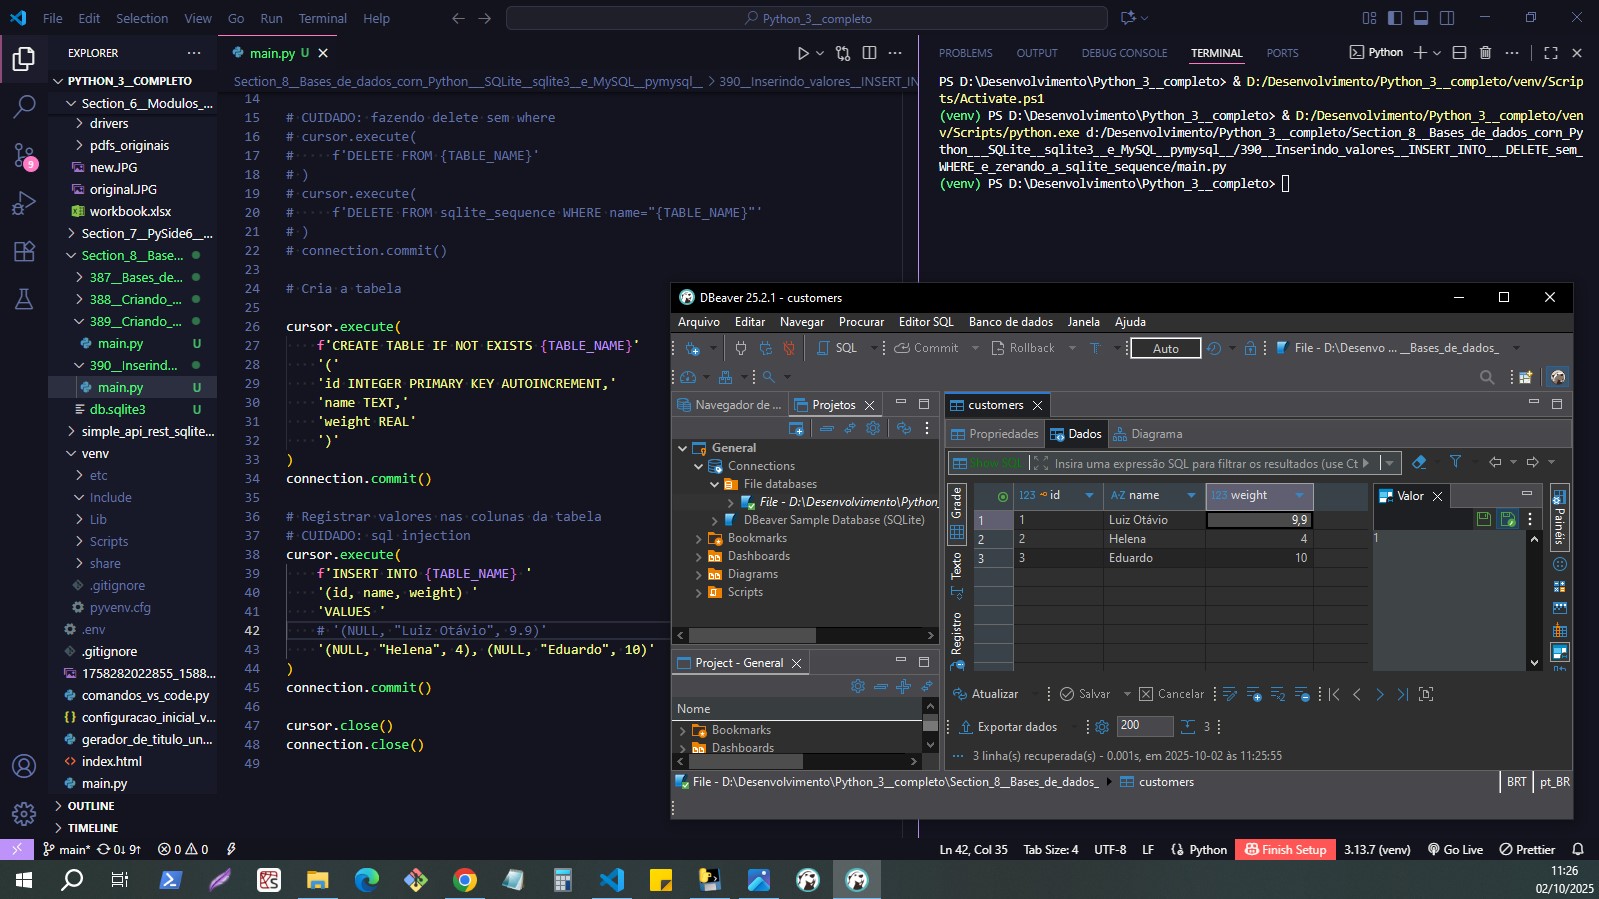 File Edit Selection View Go Run Terminal Help
Python_3__completo
EXPLORER
PYTHON_3__COMPLETO
Section_6__Modulos_...
drivers
pdfs_originais
new.JPG
original.JPG
workbook.xlsx
Section_7__PySide6__...
Section_8__Base...
387__Bases_de...
388__Criando_...
389__Criando_...
main.py U
390__Inserind...
main.py U
db.sqlite3 U
simple_api_rest_sqlite...
venv
etc
Include
Lib
Scripts
share
.gitignore
pyvenv.cfg
.env
.gitignore
1758282022855_1588...
comandos_vs_code.py
configuracao_inicial_v...
gerador_de_titulo_un...
index.html
main.py
OUTLINE
TIMELINE
9
main.py U
Section_8__Bases_de_dados_corn_Python___SQLite__sqlite3__e_MySQL__pymysql__ > 390__Inserindo_valores__INSERT_IN
14
15 # CUIDADO: fazendo delete sem where
16 # cursor.execute(
17 #     f'DELETE FROM {TABLE_NAME}'
18 # )
19 # cursor.execute(
20 #     f'DELETE FROM sqlite_sequence WHERE name="{TABLE_NAME}"'
21 # )
22 # connection.commit()
23
24 # Cria a tabela
25
26 cursor.execute(
27     f'CREATE TABLE IF NOT EXISTS {TABLE_NAME}'
28     '('
29     'id INTEGER PRIMARY KEY AUTOINCREMENT,'
30     'name TEXT,'
31     'weight REAL'
32     ')'
33 )
34 connection.commit()
35
36 # Registrar valores nas colunas da tabela
37 # CUIDADO: sql injection
38 cursor.execute(
39     f'INSERT INTO {TABLE_NAME} '
40     '(id, name, weight) '
41     'VALUES '
42     # '(NULL, "Luiz Otávio", 9.9)'
43     '(NULL, "Helena", 4), (NULL, "Eduardo", 10)'
44 )
45 connection.commit()
46
47 cursor.close()
48 connection.close()
49
PROBLEMS OUTPUT DEBUG CONSOLE TERMINAL PORTS
Python
PS D:\Desenvolvimento\Python_3__completo> & D:/Desenvolvimento/Python_3__completo/venv/Scrip
ts/Activate.ps1
(venv) PS D:\Desenvolvimento\Python_3__completo> & D:/Desenvolvimento/Python_3__completo/ven
v/Scripts/python.exe d:/Desenvolvimento/Python_3__completo/Section_8__Bases_de_dados_corn_Py
thon___SQLite__sqlite3__e_MySQL__pymysql__/390__Inserindo_valores__INSERT_INTO___DELETE_sem_
WHERE_e_zerando_a_sqlite_sequence/main.py
(venv) PS D:\Desenvolvimento\Python_3__completo>
DBeaver 25.2.1 - customers
Arquivo Editar Navegar Procurar Editor SQL Banco de dados Janela Ajuda
SQL Commit Rollback T Auto File - D:\Desenvo ... __Bases_de_dados_
Navegador de ... Projetos
General
Connections
File databases
File - D:\Desenvolvimento\Python_
DBeaver Sample Database (SQLite)
Bookmarks
Dashboards
Diagrams
Scripts
Project - General
Nome
Bookmarks
Dashboards
customers
Propriedades Dados Diagrama
Show SQL Insira uma expressão SQL para filtrar os resultados (use Ct
Grade
Texto
Registro
123 id A-Z name 123 weight
1 1 Luiz Otávio 9,9
2 2 Helena 4
3 3 Eduardo 10
Valor
1
Painéis
Atualizar Salvar Cancelar
Exportar dados 200 3
3 linha(s) recuperada(s) - 0.001s, em 2025-10-02 às 11:25:55
File - D:\Desenvolvimento\Python_3__completo\Section_8__Bases_de_dados_ customers
BRT pt_BR
main* 0↓ 9↑ 0 0
Ln 42, Col 35 Tab Size: 4 UTF-8 LF Python Finish Setup 3.13.7 (venv) Go Live Prettier
11:26
02/10/2025